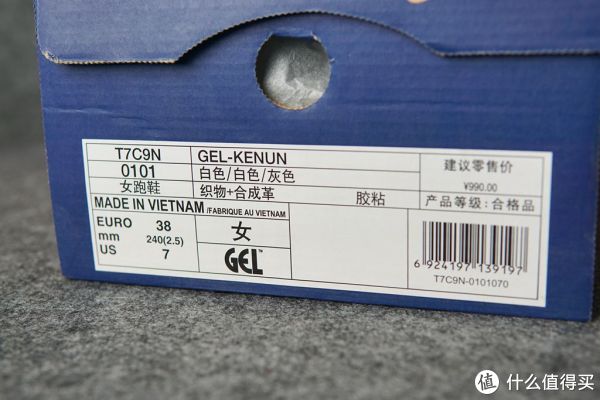 T7C9N GEL-KENUN 建议零售价
0101 白色/白色/灰色 ¥990.00
女跑鞋 织物+合成革 胶粘 产品等级:合格品
MADE IN VIETNAM /FABRIQUE AU VIETNAM
EURO 38 女
mm 240(2.5)
US 7 GEL
6 924197 139197
T7C9N-0101070
值 什么值得买